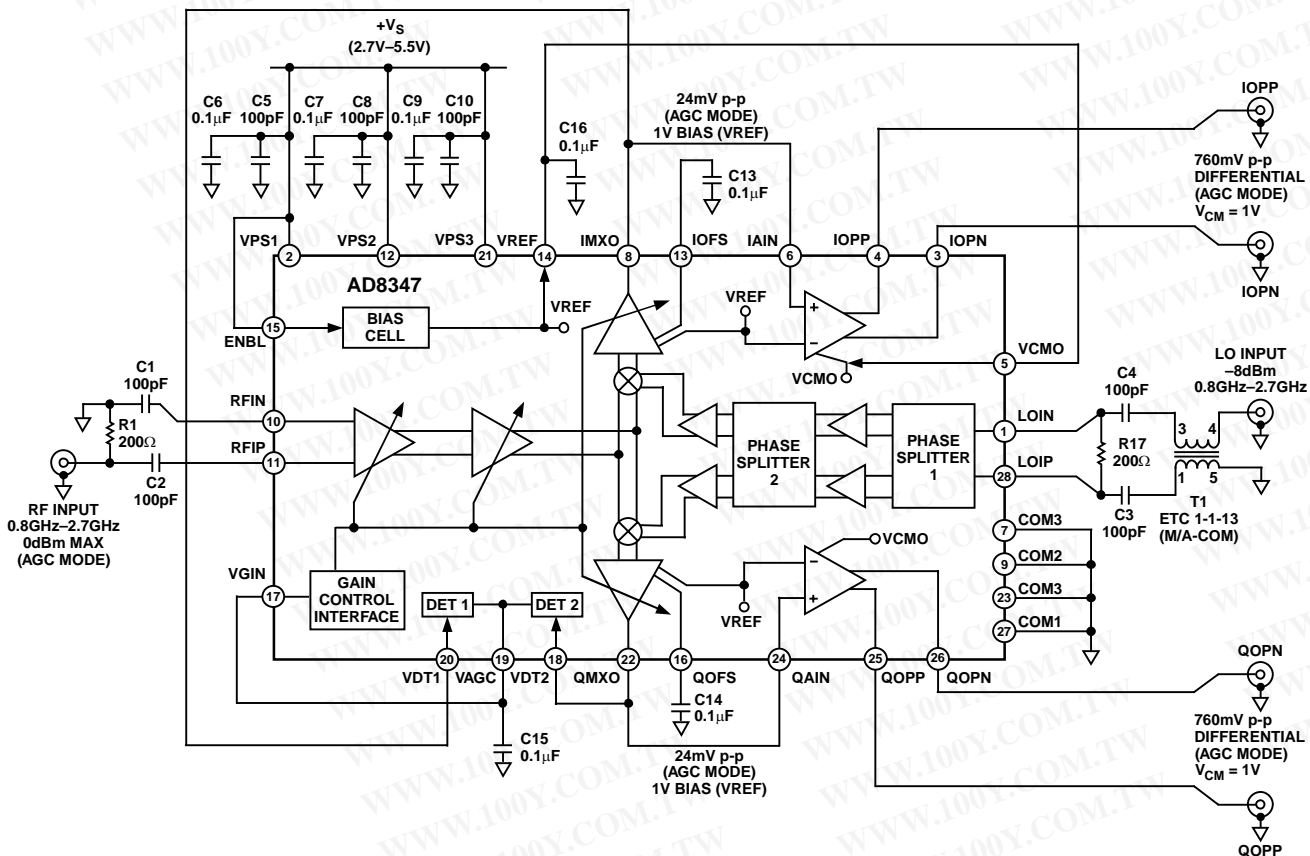 +VS
(2.7V–5.5V)
C6
0.1µF
C5
100pF
C7
0.1µF
C8
100pF
C9
0.1µF
C10
100pF
C16
0.1µF
24mV p-p
(AGC MODE)
1V BIAS (VREF)
C13
0.1µF
IOPP
760mV p-p
DIFFERENTIAL
(AGC MODE)
VCM = 1V
IOPN
VPS1
VPS2
VPS3
VREF
IMXO
IOFS
IAIN
IOPP
IOPN
2
12
21
14
8
13
6
4
3
AD8347
15
ENBL
BIAS
CELL
VREF
VREF
+
–
VCMO
VCMO
5
LO INPUT
–8dBm
0.8GHz–2.7GHz
C1
100pF
R1
200Ω
C2
100pF
RFIN
10
RFIP
11
RF INPUT
0.8GHz–2.7GHz
0dBm MAX
(AGC MODE)
PHASE
SPLITTER
2
PHASE
SPLITTER
1
LOIN
1
LOIP
28
C4
100pF
R17
200Ω
C3
100pF
3 4
1 5
T1
ETC 1-1-13
(M/A-COM)
7
COM3
9
COM2
23
COM3
27
COM1
VGIN
17
GAIN
CONTROL
INTERFACE
DET 1
DET 2
VREF
VCMO
–
+
20
19
18
22
16
24
25
26
VDT1
VAGC
VDT2
QMXO
QOFS
QAIN
QOPP
QOPN
C14
0.1µF
C15
0.1µF
24mV p-p
(AGC MODE)
1V BIAS (VREF)
QOPN
760mV p-p
DIFFERENTIAL
(AGC MODE)
VCM = 1V
QOPP
WWW.100Y.COM.TW